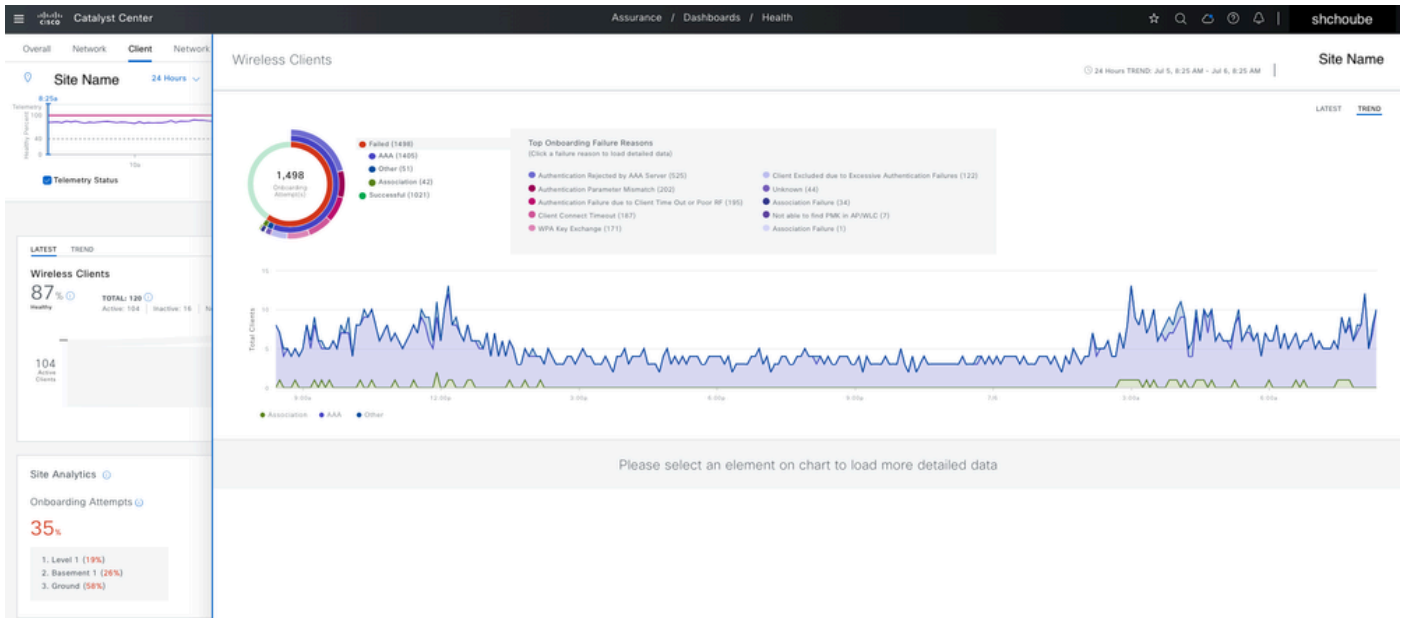 CISCO Catalyst Center
Assurance / Dashboards / Health
shchoube
Overall Network Client Network
Site Name 24 Hours
8:25a
Telemetry
100
40
0
Healthy Percent
10a
Telemetry Status
LATEST TREND
Wireless Clients
87%
Healthy
TOTAL: 120
Active: 104 Inactive: 16 N
104
Active
Clients
Site Analytics
Onboarding Attempts
35%
1. Level 1 (19%)
2. Basement 1 (26%)
3. Ground (58%)
Wireless Clients
24 Hours TREND: Jul 5, 8:25 AM - Jul 6, 8:25 AM
Site Name
LATEST TREND
1,498
Onboarding
Attempt(s)
Failed (1498)
AAA (1405)
Other (51)
Association (42)
Successful (1021)
Top Onboarding Failure Reasons
(Click a failure reason to load detailed data)
Authentication Rejected by AAA Server (525)
Authentication Parameter Mismatch (202)
Authentication Failure due to Client Time Out or Poor RF (195)
Client Connect Timeout (187)
WPA Key Exchange (171)
Client Excluded due to Excessive Authentication Failures (122)
Unknown (44)
Association Failure (34)
Not able to find PMK in AP/WLC (7)
Association Failure (1)
Total Clients
15
10
5
0
9:00a 12:00p 3:00p 6:00p 9:00p 7/6 3:00a 6:00a
Association AAA Other
Please select an element on chart to load more detailed data